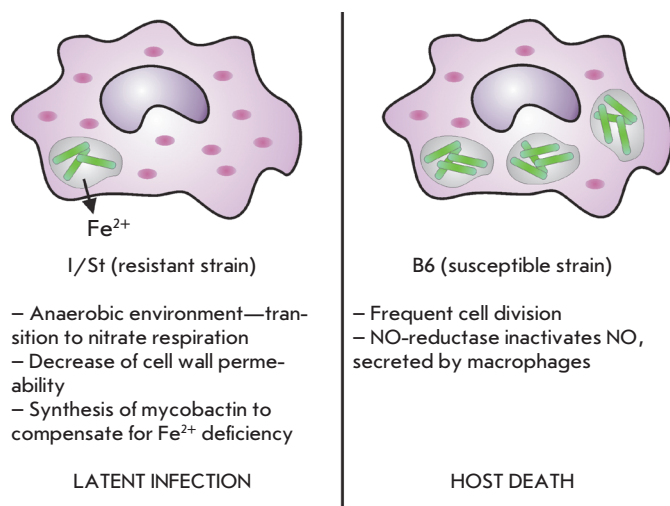 Fe²⁺
I/St (resistant strain)
– Anaerobic environment—tran-
sition to nitrate respiration
– Decrease of cell wall perme-
ability
– Synthesis of mycobactin to
compensate for Fe²⁺ deficiency
LATENT INFECTION
B6 (susceptible strain)
– Frequent cell division
– NO-reductase inactivates NO,
secreted by macrophages
HOST DEATH